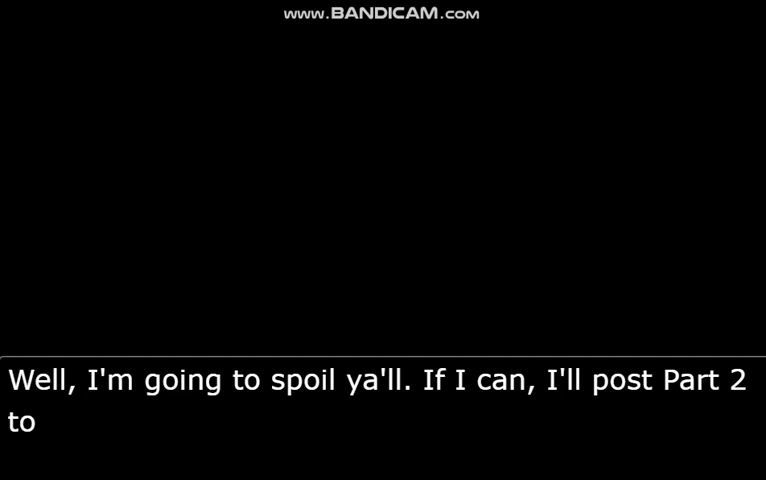 www.BANDICAM.com
Well, I'm going to spoil ya'll. If I can, I'll post Part 2
to